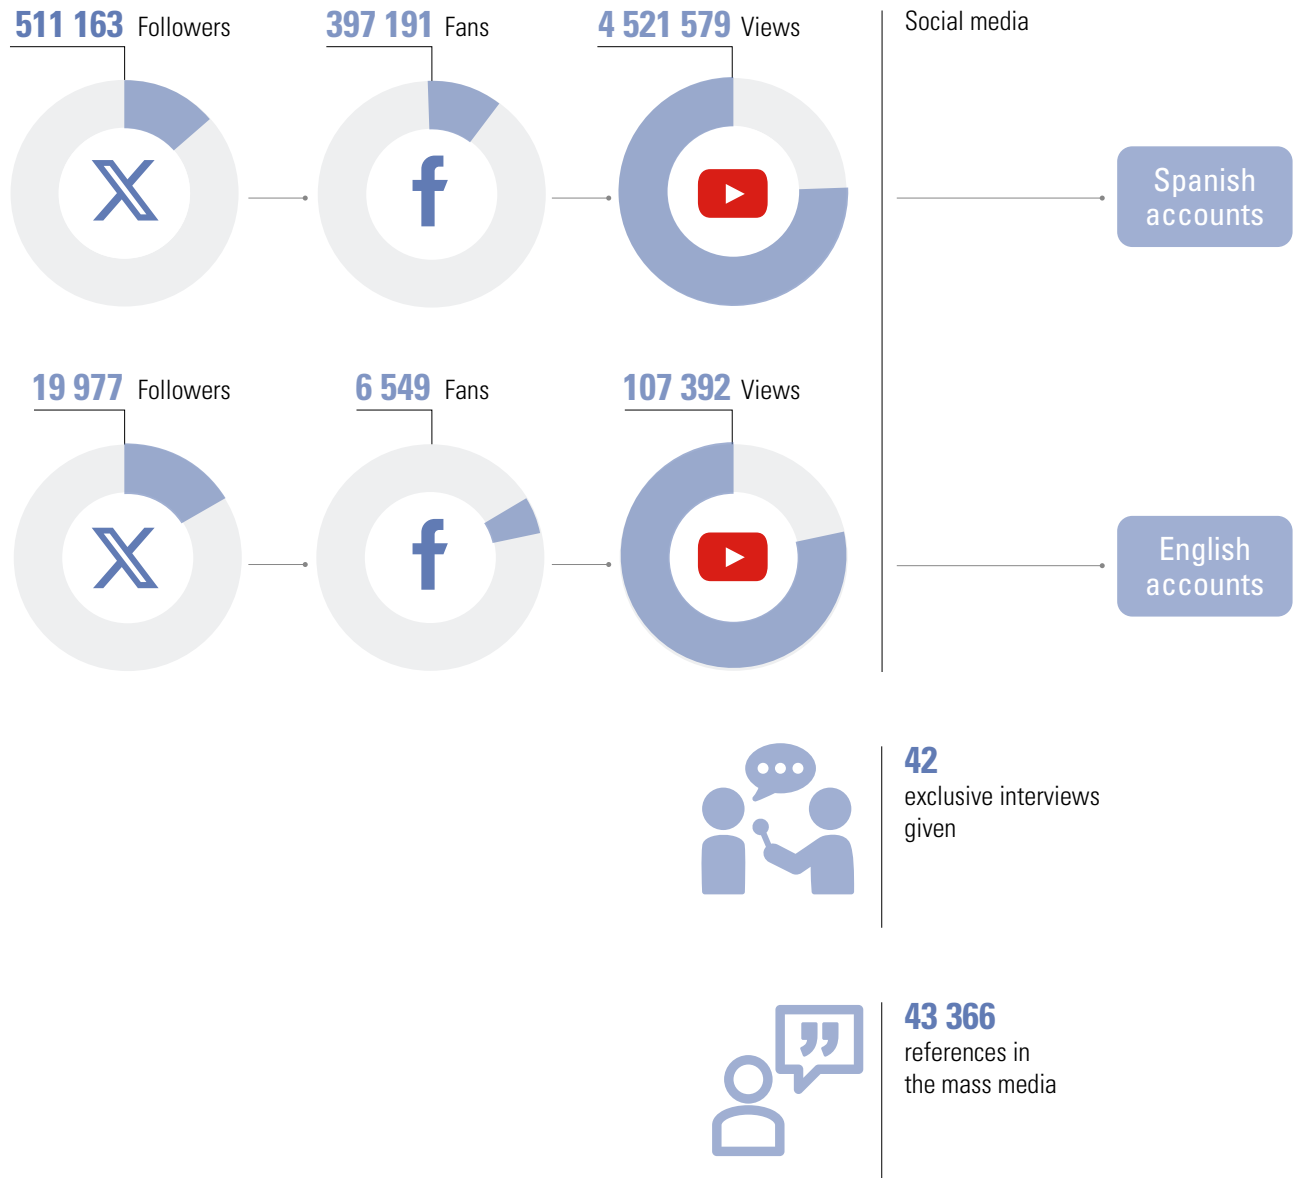 511 163 Followers
397 191 Fans
4 521 579 Views
Social media
Spanish
accounts
19 977 Followers
6 549 Fans
107 392 Views
English
accounts
42
exclusive interviews
given
43 366
references in
the mass media